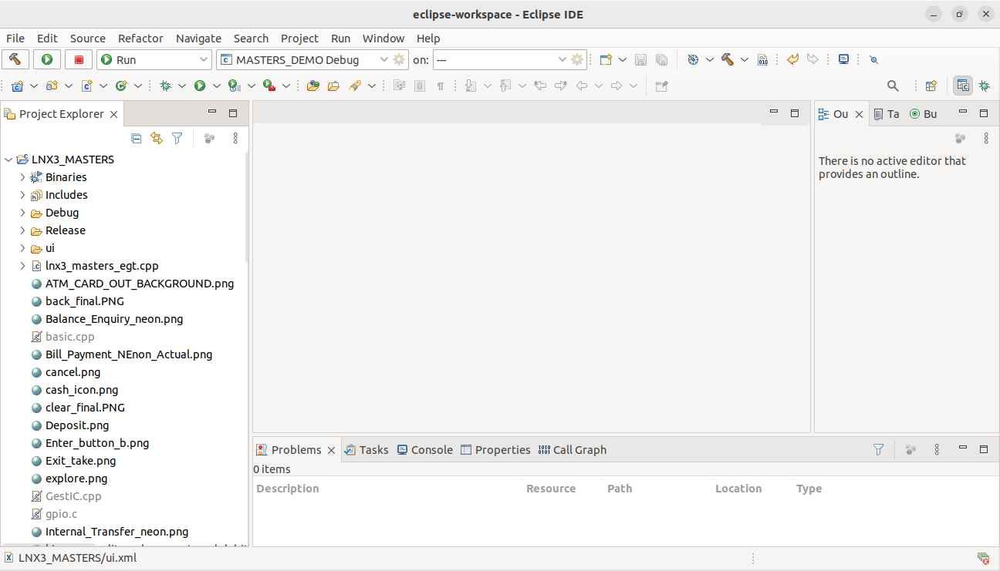 eclipse-workspace - Eclipse IDE
File Edit Source Refactor Navigate Search Project Run Window Help
Run MASTERS_DEMO Debug on: ---
Project Explorer
LNX3_MASTERS
Binaries
Includes
Debug
Release
ui
lnx3_masters_egt.cpp
ATM_CARD_OUT_BACKGROUND.png
back_final.PNG
Balance_Enquiry_neon.png
basic.cpp
Bill_Payment_NEnon_Actual.png
cancel.png
cash_icon.png
clear_final.PNG
Deposit.png
Enter_button_b.png
Exit_take.png
explore.png
GestIC.cpp
gpio.c
Internal_Transfer_neon.png
Ou Ta Bu
There is no active editor that
provides an outline.
Problems Tasks Console Properties Call Graph
0 items
Description Resource Path Location Type
LNX3_MASTERS/ui.xml